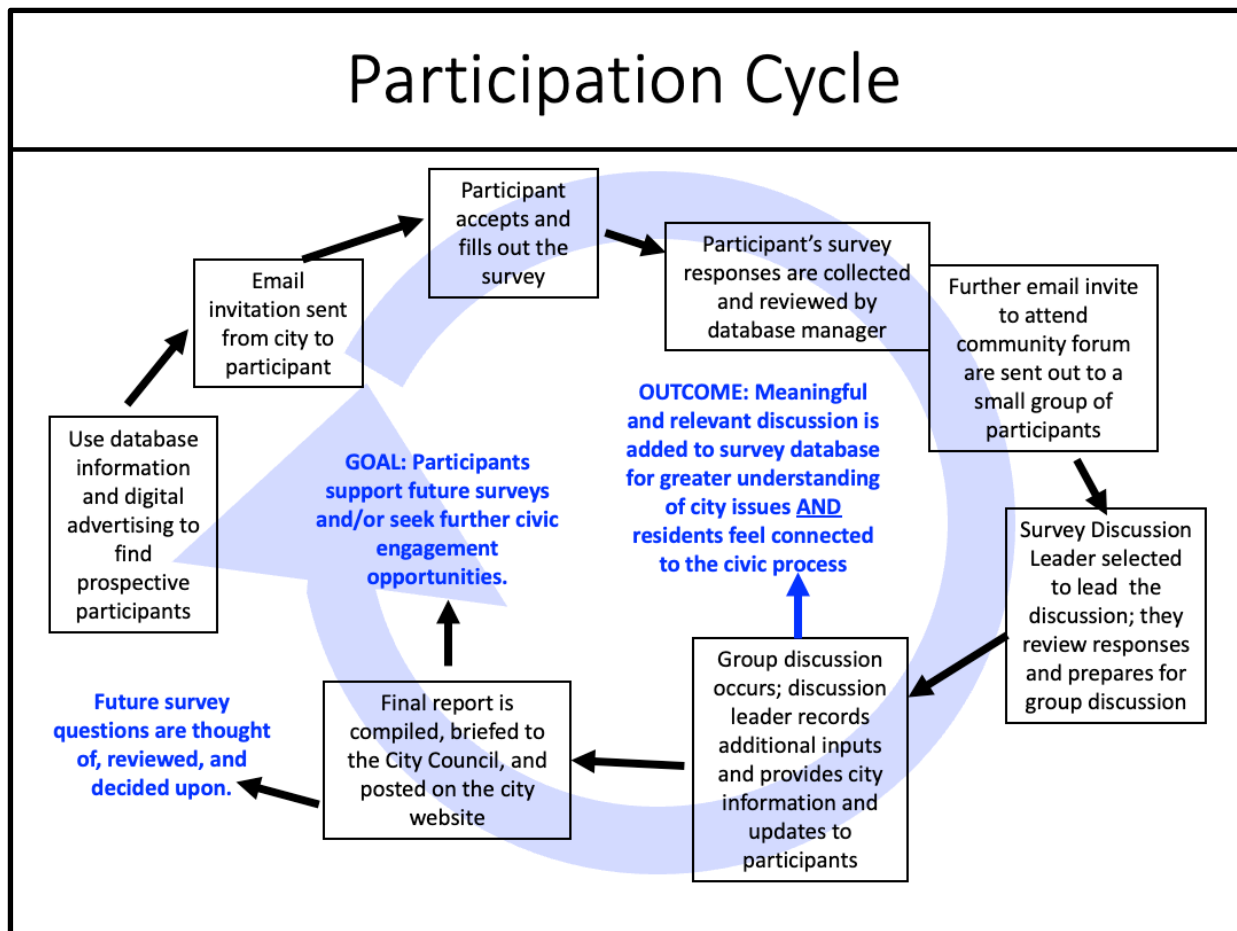 Participation Cycle
Use database
information
and digital
advertising to
find
prospective
participants
Email
invitation sent
from city to
participant
Participant
accepts and
fills out the
survey
Participant’s survey
responses are collected
and reviewed by
database manager
Further email invite
to attend
community forum
are sent out to a
small group of
participants
Survey Discussion
Leader selected
to lead the
discussion; they
review responses
and prepares for
group discussion
Group discussion
occurs; discussion
leader records
additional inputs
and provides city
information and
updates to
participants
OUTCOME: Meaningful
and relevant discussion is
added to survey database
for greater understanding
of city issues AND
residents feel connected
to the civic process
Final report is
compiled, briefed to
the City Council, and
posted on the city
website
GOAL: Participants
support future surveys
and/or seek further civic
engagement
opportunities.
Future survey
questions are thought
of, reviewed, and
decided upon.